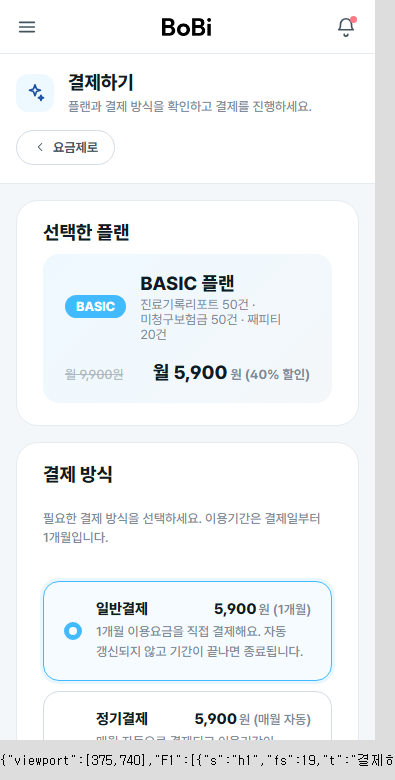 BoBi
결제하기
플랜과 결제 방식을 확인하고 결제를 진행하세요.
요금제로
선택한 플랜
BASIC
BASIC 플랜
진료기록리포트 50건 ·
미청구보험금 50건 · 째피티
20건
월 9,900원
월 5,900 원 (40% 할인)
결제 방식
필요한 결제 방식을 선택하세요. 이용기간은 결제일부터
1개월입니다.
일반결제
5,900 원 (1개월)
1개월 이용요금을 직접 결제해요. 자동
갱신되지 않고 기간이 끝나면 종료됩니다.
정기결제
5,900 원 (매월 자동)
{"viewport":[375,740],"F1":[{"s":"h1","fs":19,"t":"결제하